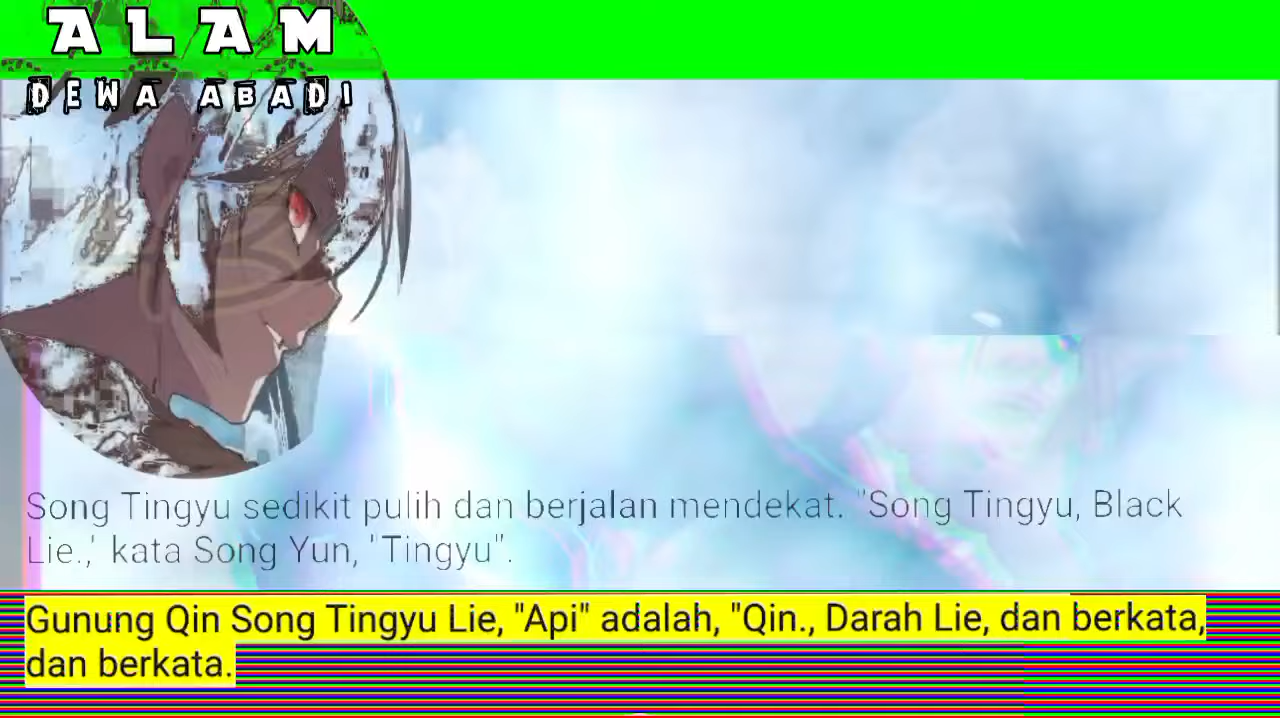 ALAM
DEWA ABADI
Song Tingyu sedikit pulih dan berjalan mendekat. "Song Tingyu, Black
Lie.,' kata Song Yun, "Tingyu".
Gunung Qin Song Tingyu Lie, "Api" adalah, "Qin., Darah Lie, dan berkata,
dan berkata.